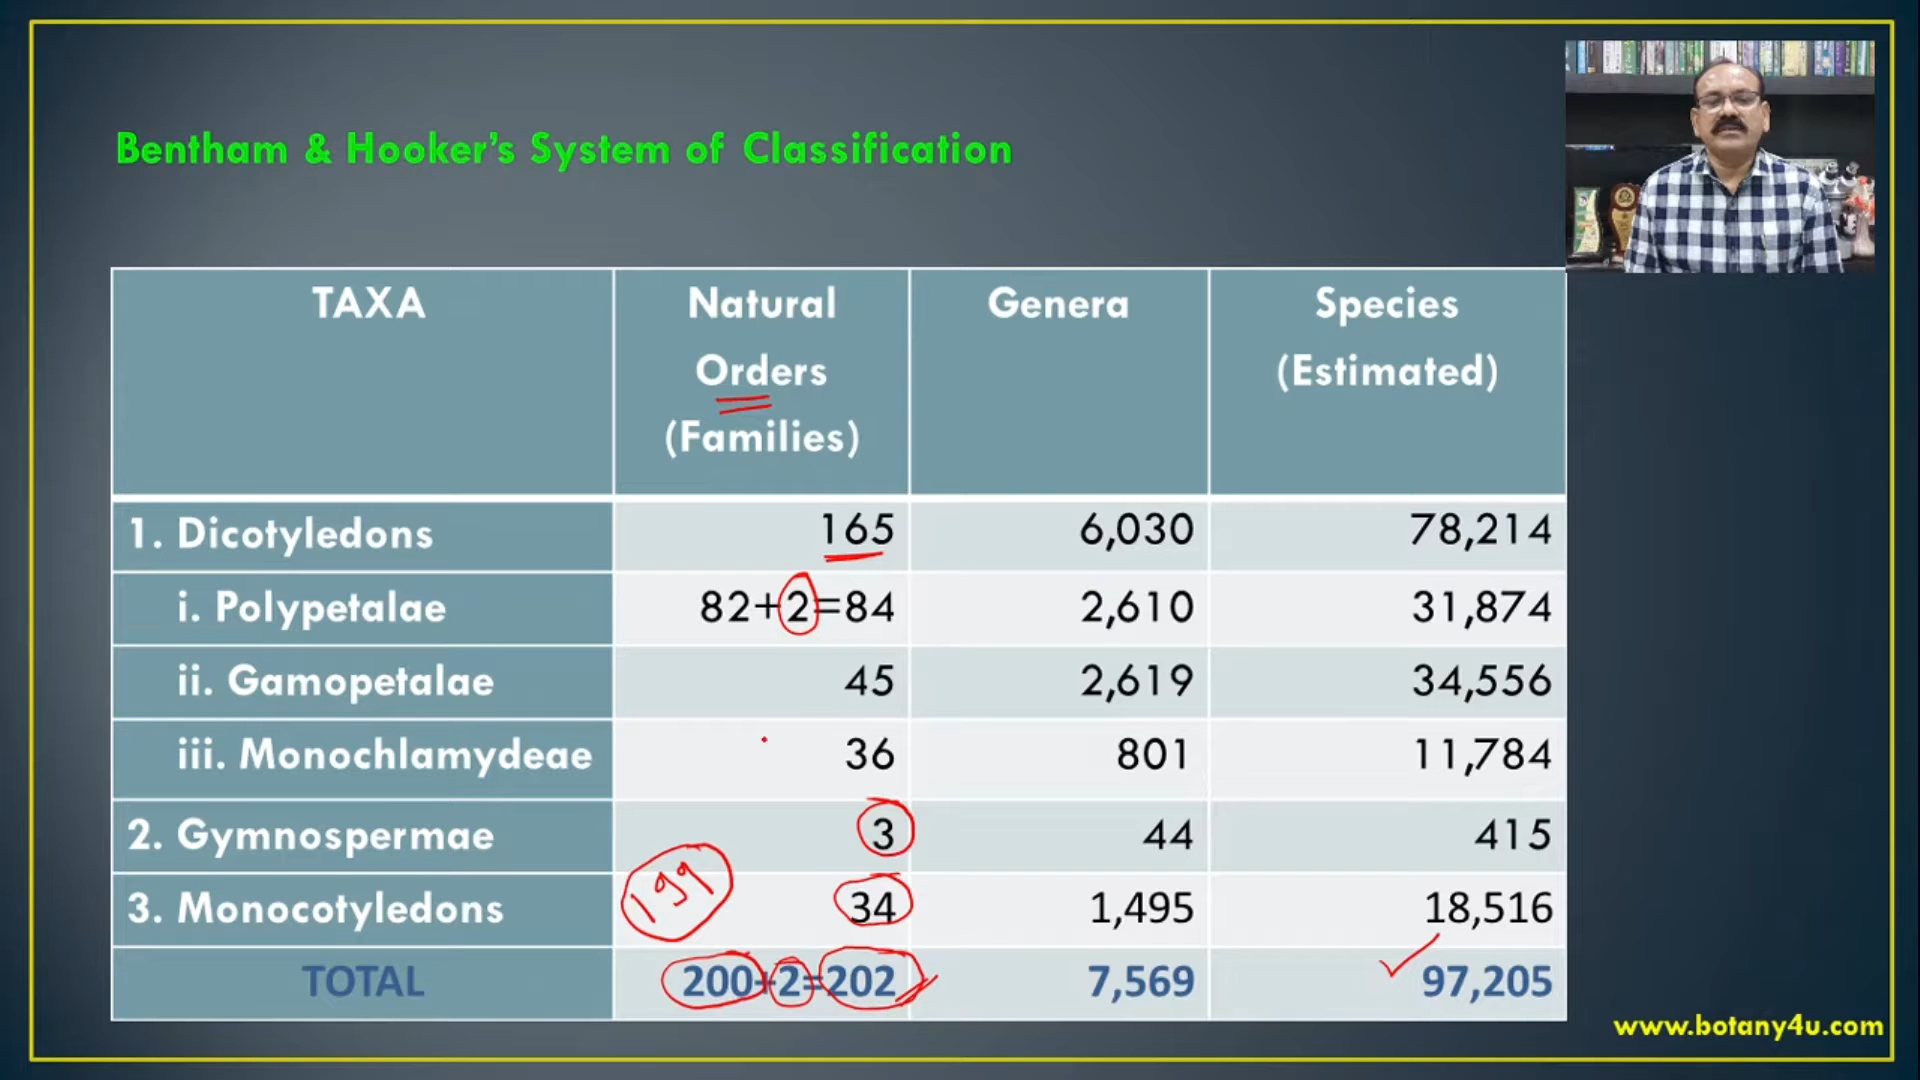 Bentham & Hooker's System of Classification
TAXA Natural Orders (Families) Genera Species (Estimated)
1. Dicotyledons 165 6,030 78,214
i. Polypetalae 82+2=84 2,610 31,874
ii. Gamopetalae 45 2,619 34,556
iii. Monochlamydeae 36 801 11,784
2. Gymnospermae 3 44 415
199
3. Monocotyledons 34 1,495 18,516
TOTAL 200+2=202 7,569 97,205
www.botany4u.com